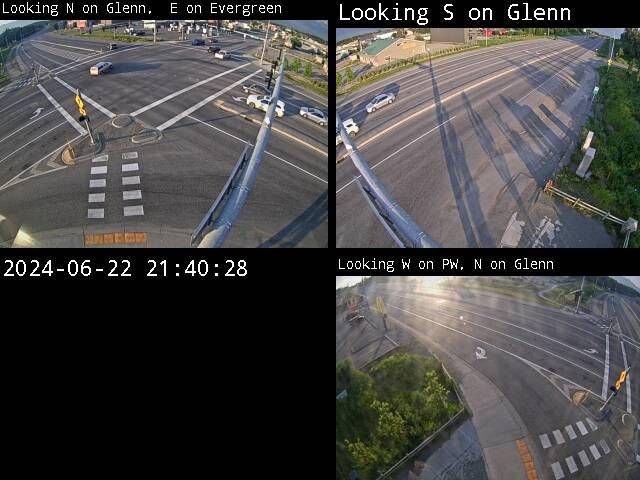 Looking N on Glenn,  E on Evergreen
Looking S on Glenn
2024-06-22 21:40:28
Looking W on PW, N on Glenn